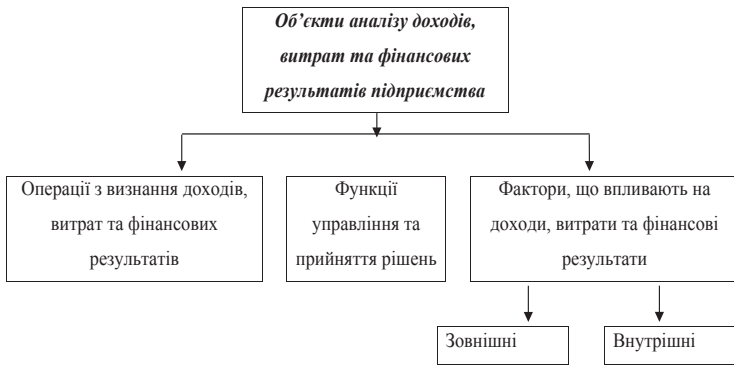 Об’єкти аналізу доходів,
витрат та фінансових
результатів підприємства
Операції з визнання доходів,
витрат та фінансових
результатів
Функції
управління та
прийняття рішень
Фактори, що впливають на
доходи, витрати та фінансові
результати
Зовнішні
Внутрішні